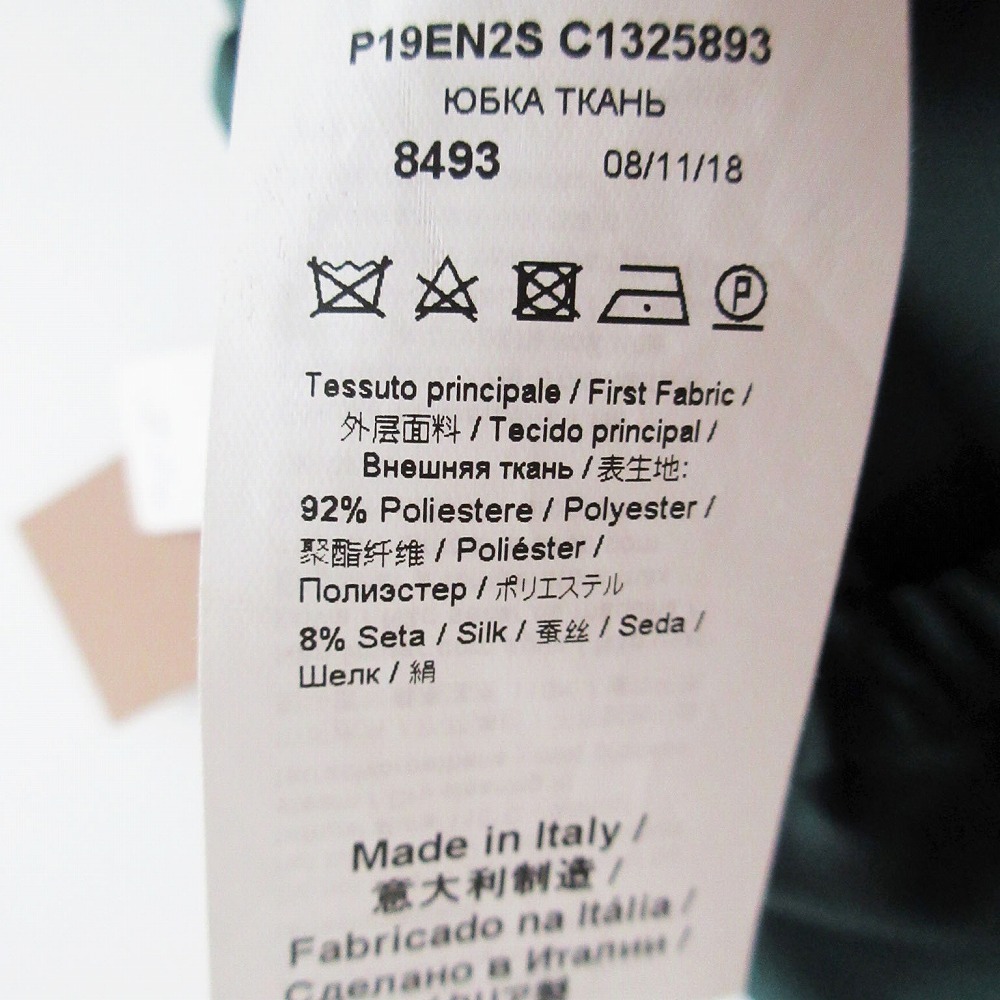 P19EN2S C1325893
ЮБКА ТКАНЬ
8493 08/11/18
P
Tessuto principale / First Fabric /
外层面料 / Tecido principal /
Внешняя ткань / 表生地:
92% Poliestere / Polyester /
聚酯纤维 / Poliéster /
Полиэстер / ポリエステル
8% Seta / Silk / 蚕丝 / Seda /
Шелк / 絹
Made in Italy /
意大利制造 /
Fabricado na Itália /
Сделано в Италии /